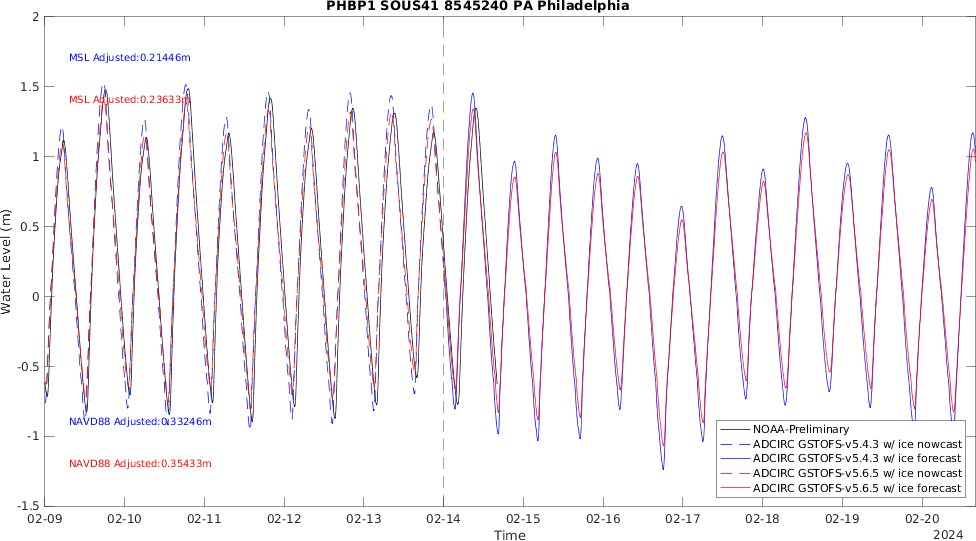 PHBP1 SOUS41 8545240 PA Philadelphia
2
MSL Adjusted:0.21446m
1.5
MSL Adjusted:0.23633m
1
0.5
Water Level (m)
0
-0.5
NAVD88 Adjusted:0.33246m
-1
NAVD88 Adjusted:0.35433m
-1.5
NOAA-Preliminary
ADCIRC GSTOFS-v5.4.3 w/ ice nowcast
ADCIRC GSTOFS-v5.4.3 w/ ice forecast
ADCIRC GSTOFS-v5.6.5 w/ ice nowcast
ADCIRC GSTOFS-v5.6.5 w/ ice forecast
02-09 02-10 02-11 02-12 02-13 02-14 02-15 02-16 02-17 02-18 02-19 02-20
Time
2024